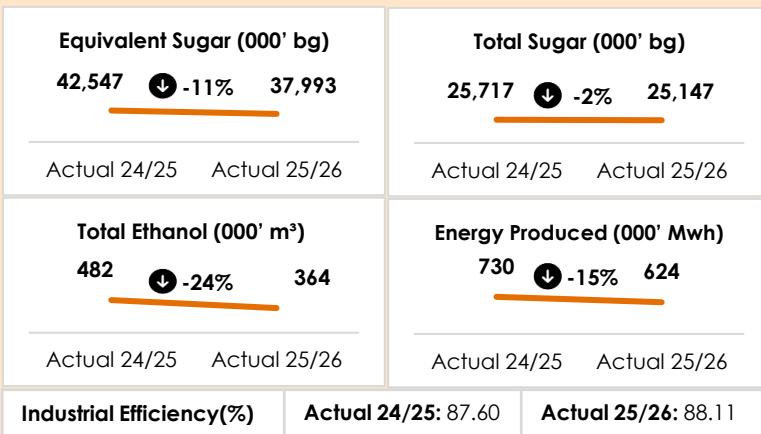 Equivalent Sugar (000' bg)
42,547 -11% 37,993
Actual 24/25 Actual 25/26
Total Sugar (000' bg)
25,717 -2% 25,147
Actual 24/25 Actual 25/26
Total Ethanol (000' m³)
482 -24% 364
Actual 24/25 Actual 25/26
Energy Produced (000' Mwh)
730 -15% 624
Actual 24/25 Actual 25/26
Industrial Efficiency(%) Actual 24/25: 87.60 Actual 25/26: 88.11